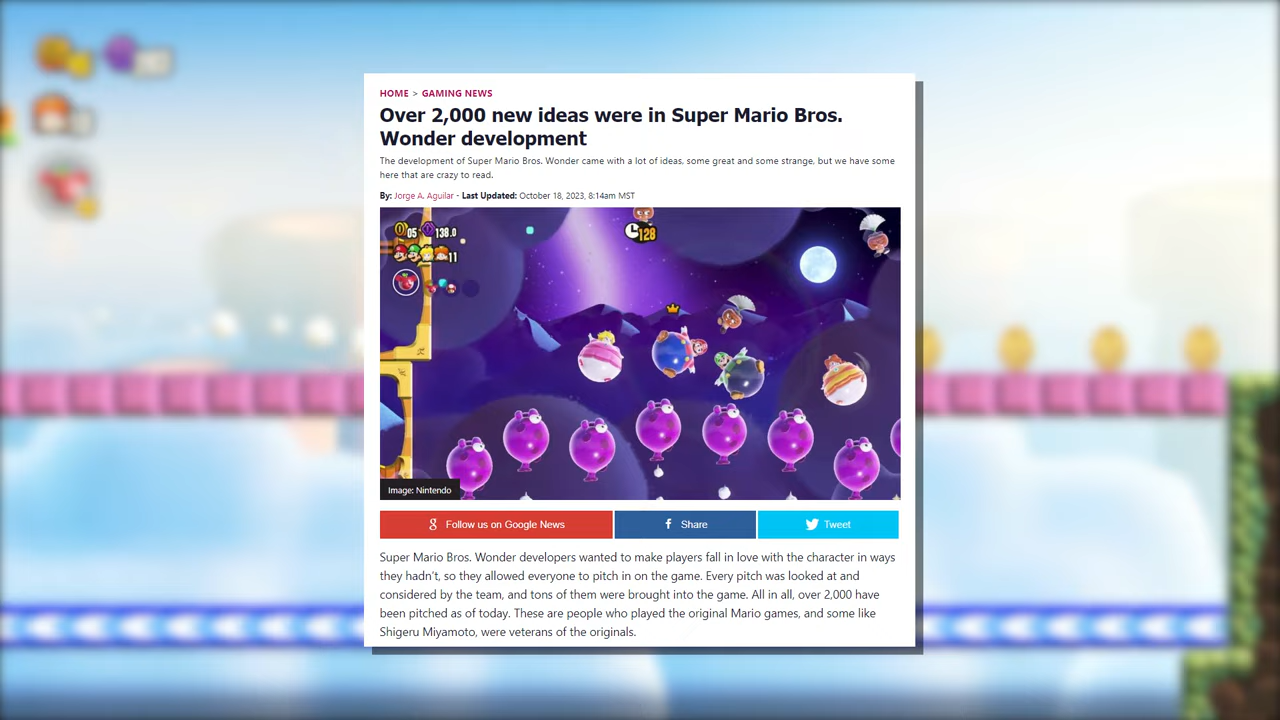 HOME > GAMING NEWS
Over 2,000 new ideas were in Super Mario Bros.
Wonder development
The development of Super Mario Bros. Wonder came with a lot of ideas, some great and some strange, but we have some
here that are crazy to read.
By: Jorge A. Aguilar - Last Updated: October 18, 2023, 8:14am MST
05 138.0
128
11
Image: Nintendo
Follow us on Google News
Share
Tweet
Super Mario Bros. Wonder developers wanted to make players fall in love with the character in ways
they hadn't, so they allowed everyone to pitch in on the game. Every pitch was looked at and
considered by the team, and tons of them were brought into the game. All in all, over 2,000 have
been pitched as of today. These are people who played the original Mario games, and some like
Shigeru Miyamoto, were veterans of the originals.